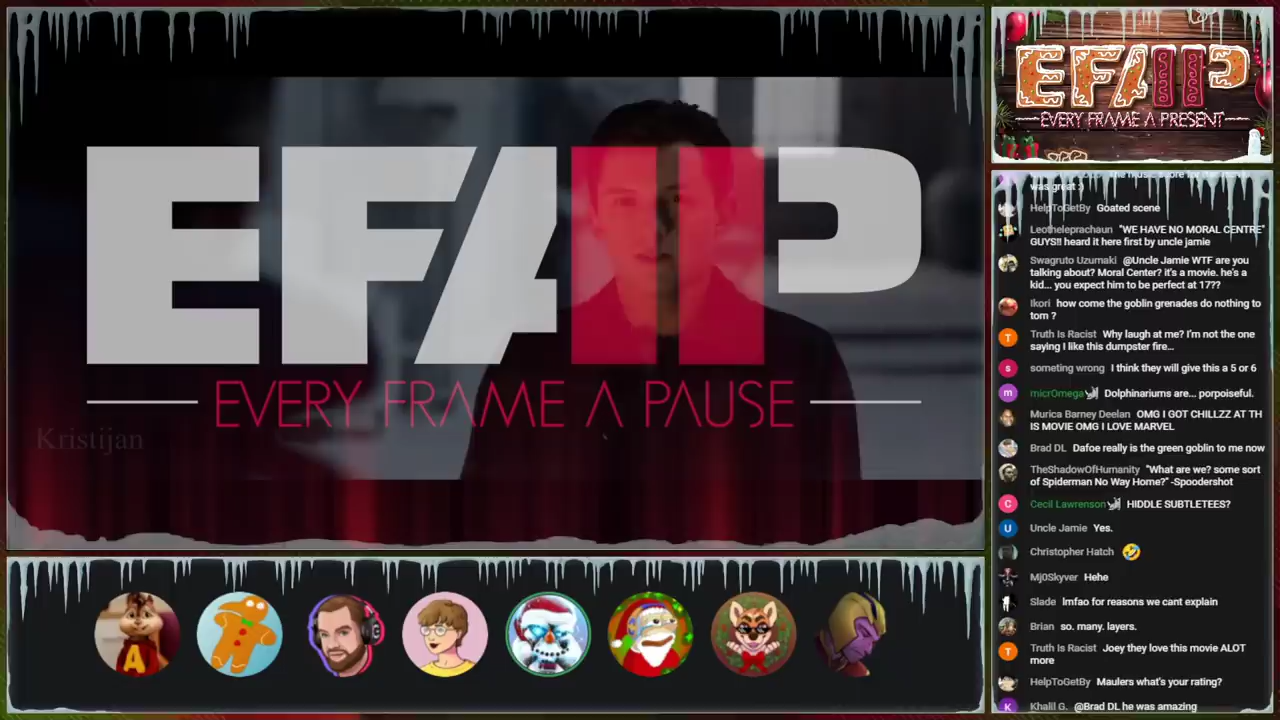 EFAP
EVERY FRAME A PAUSE
Kristijan
EFAP
EVERY FRAME A PRESENT
was great :)
HelpToGetBy Goated scene
Leotheleprachaun "WE HAVE NO MORAL CENTRE"
GUYS!! heard it here first by uncle jamie
Swagruto Uzumaki @Uncle Jamie WTF are you
talking about? Moral Center? it's a movie. he's a
kid... you expect him to be perfect at 17??
Ikori how come the goblin grenades do nothing to
tom ?
T Truth Is Racist Why laugh at me? I'm not the one
saying I like this dumpster fire...
s someting wrong I think they will give this a 5 or 6
m micrOmega Dolphinariums are... porpoiseful.
Murica Barney Deelan OMG I GOT CHILLZZ AT TH
IS MOVIE OMG I LOVE MARVEL
Brad DL Dafoe really is the green goblin to me now
TheShadowOfHumanity "What are we? some sort
of Spiderman No Way Home?" -Spoodershot
C Cecil Lawrenson HIDDLE SUBTLETEES?
U Uncle Jamie Yes.
Christopher Hatch 🤣
Mj0Skyver Hehe
Slade lmfao for reasons we cant explain
Brian so. many. layers.
T Truth Is Racist Joey they love this movie ALOT
more
HelpToGetBy Maulers what's your rating?
K Khalil G. @Brad DL he was amazing
A